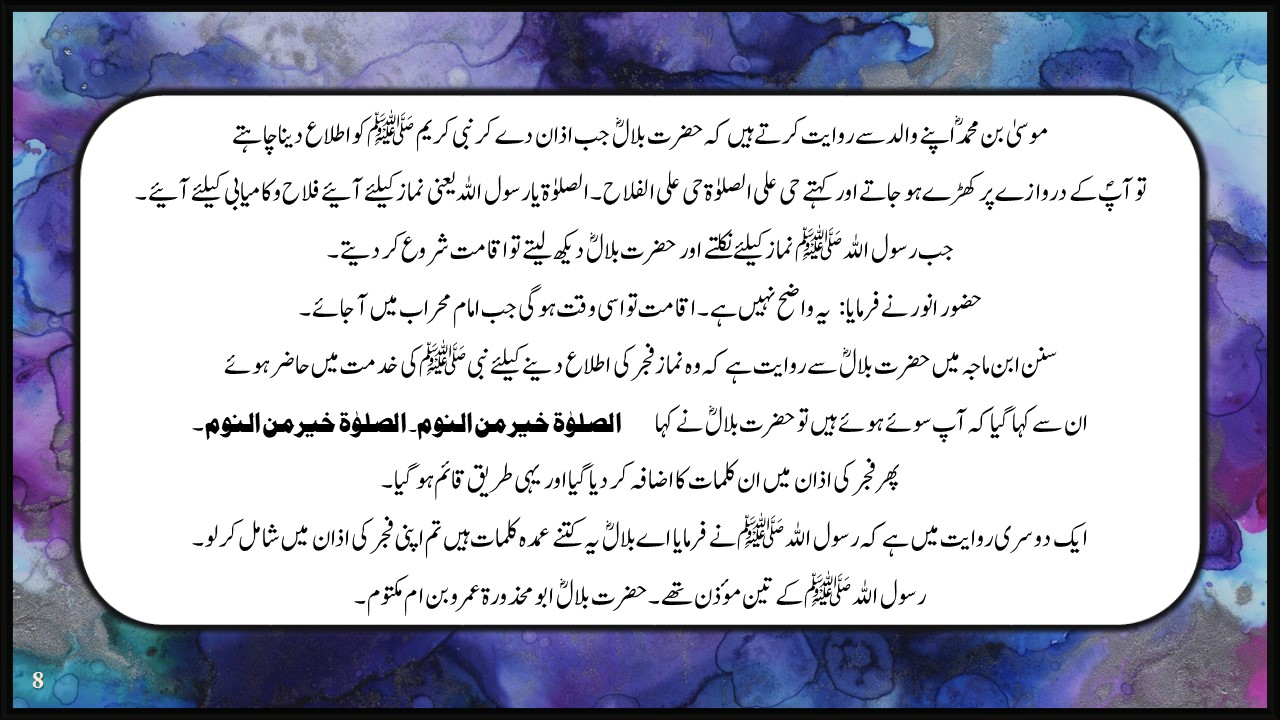 موسیٰ بن محمدؓ اپنے والد سے روایت کرتے ہیں کہ حضرت بلالؓ جب اذان دے کر نبی کریم ﷺ کو اطلاع دینا چاہتے
تو آپؐ کے دروازے پر کھڑے ہو جاتے اور کہتے حی علی الصلوٰۃ حی علی الفلاح۔ الصلوٰۃ یا رسول اللہ یعنی نماز کیلئے آیئے فلاح و کامیابی کیلئے آیئے۔
جب رسول اللہ ﷺ نماز کیلئے نکلتے اور حضرت بلالؓ دیکھ لیتے تو اقامت شروع کر دیتے۔
حضور انور نے فرمایا: یہ واضح نہیں ہے۔ اقامت تو اسی وقت ہو گی جب امام محراب میں آ جائے۔
سنن ابن ماجہ میں حضرت بلالؓ سے روایت ہے کہ وہ نماز فجر کی اطلاع دینے کیلئے نبی ﷺ کی خدمت میں حاضر ہوئے
ان سے کہا گیا کہ آپ سوئے ہوئے ہیں تو حضرت بلالؓ نے کہا الصلوٰۃ خیر من النوم۔ الصلوٰۃ خیر من النوم۔
پھر فجر کی اذان میں ان کلمات کا اضافہ کر دیا گیا اور یہی طریق قائم ہو گیا۔
ایک دوسری روایت میں ہے کہ رسول اللہ ﷺ نے فرمایا اے بلالؓ یہ کتنے عمدہ کلمات ہیں تم اپنی فجر کی اذان میں شامل کر لو۔
رسول اللہ ﷺ کے تین موٴذن تھے۔ حضرت بلالؓ ابو محذورۃ عمرو بن ام مکتوم۔
8